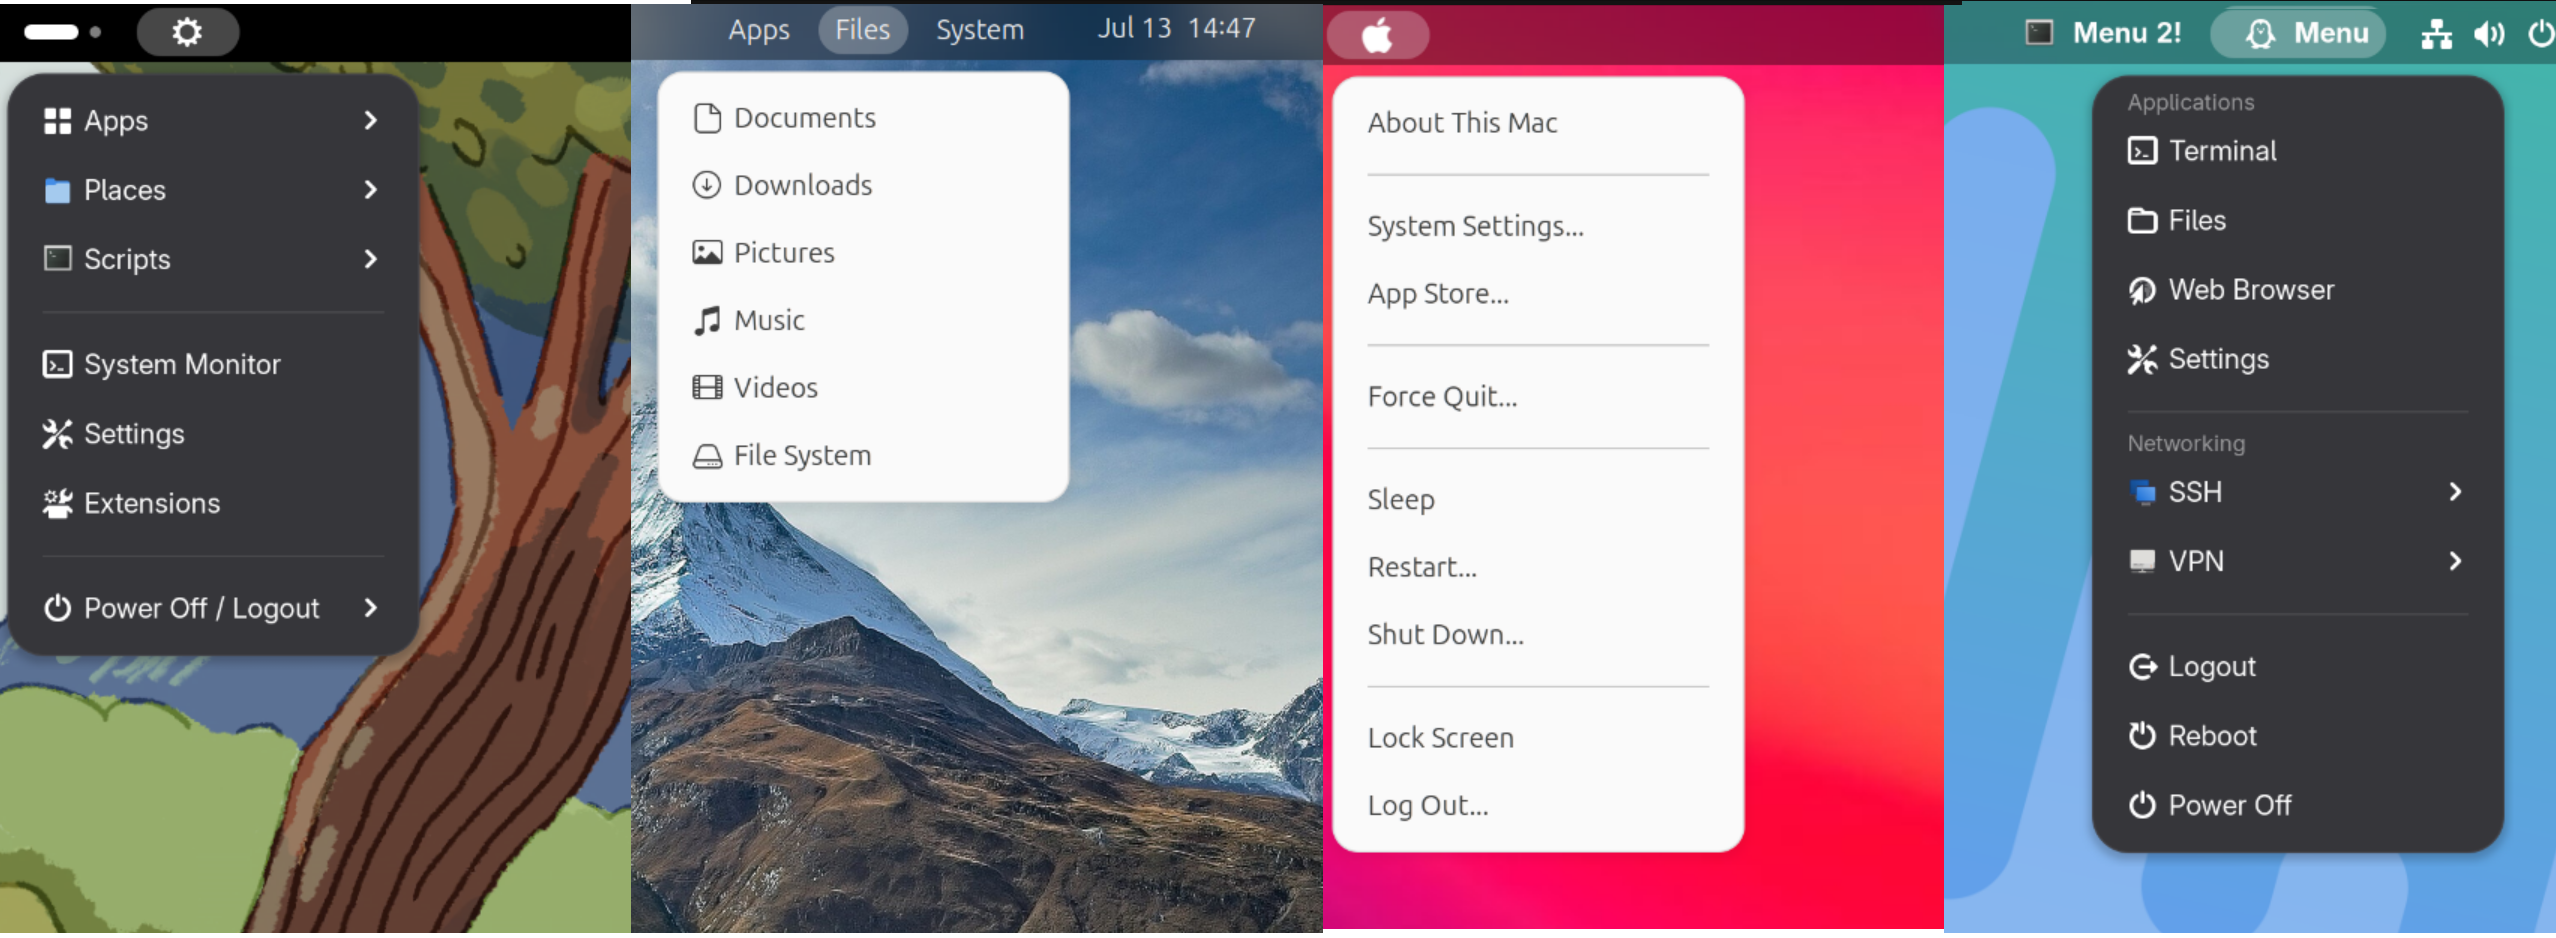 Apps
Places
Scripts
System Monitor
Settings
Extensions
Power Off / Logout
Apps Files System Jul 13 14:47
Documents
Downloads
Pictures
Music
Videos
File System
About This Mac
System Settings...
App Store...
Force Quit...
Sleep
Restart...
Shut Down...
Lock Screen
Log Out...
Menu 2! Menu
Applications
Terminal
Files
Web Browser
Settings
Networking
SSH
VPN
Logout
Reboot
Power Off